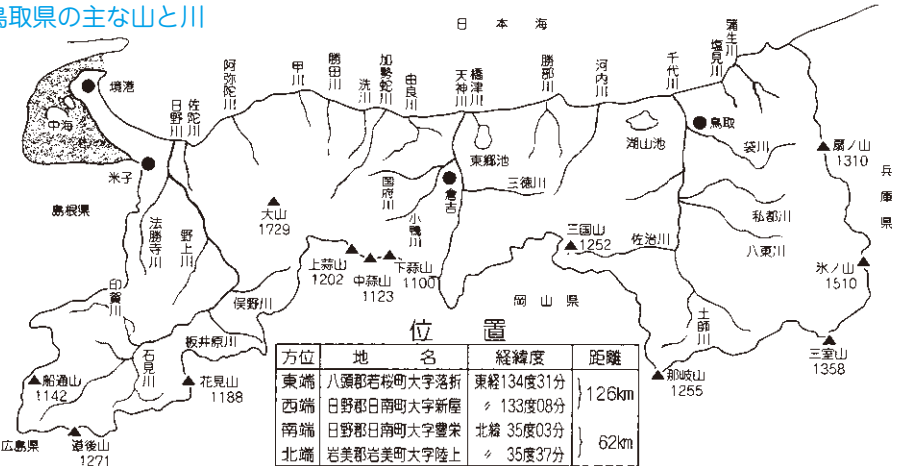 鳥取県の主な山と川
日本海
蒲生川
塩見川
千代川
河内川
勝部川
橋津川
天神川
由良川
加勢蛇川
洗川
勝田川
甲川
阿弥陀川
佐陀川
日野川
境港
中海
米子
島根県
法勝寺川
野上川
大山
1729
国府川
小鴨川
倉吉
東郷池
三徳川
湖山池
鳥取
袋川
扇ノ山
1310
兵庫県
私都川
八東川
氷ノ山
1510
三国山
1252
佐治川
上蒜山
1202
中蒜山
1123
下蒜山
1100
岡山県
土師川
三室山
1358
那岐山
1255
印賀川
俣野川
板井原川
石見川
船通山
1142
花見山
1188
広島県
道後山
1271
位置
方位 地名 経緯度 距離
東端 八頭郡若桜町大字落折 東経134度31分 126km
西端 日野郡日南町大字新屋 〃 133度08分
南端 日野郡日南町大字豊栄 北緯 35度03分 62km
北端 岩美郡岩美町大字陸上 〃 35度37分